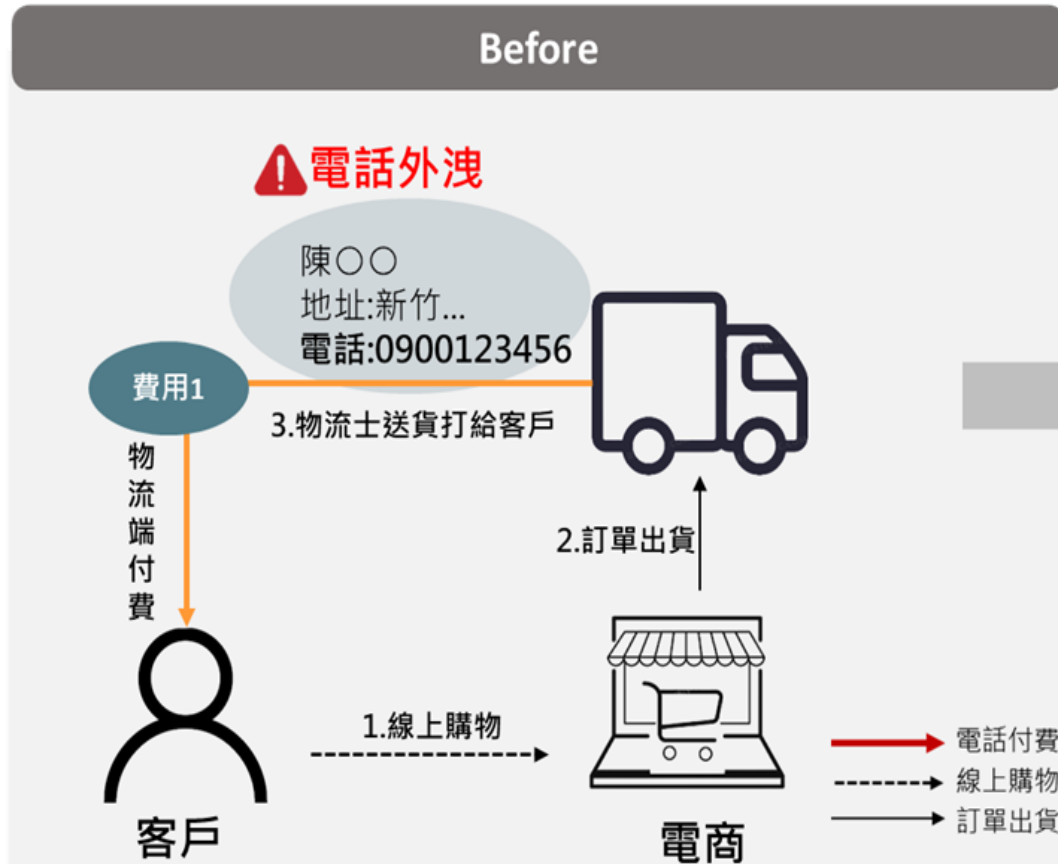 Before
電話外洩
陳○○
地址:新竹...
電話:0900123456
費用1
3.物流士送貨打給客戶
物流端付費
2.訂單出貨
1.線上購物
電話付費
線上購物
訂單出貨
客戶
電商